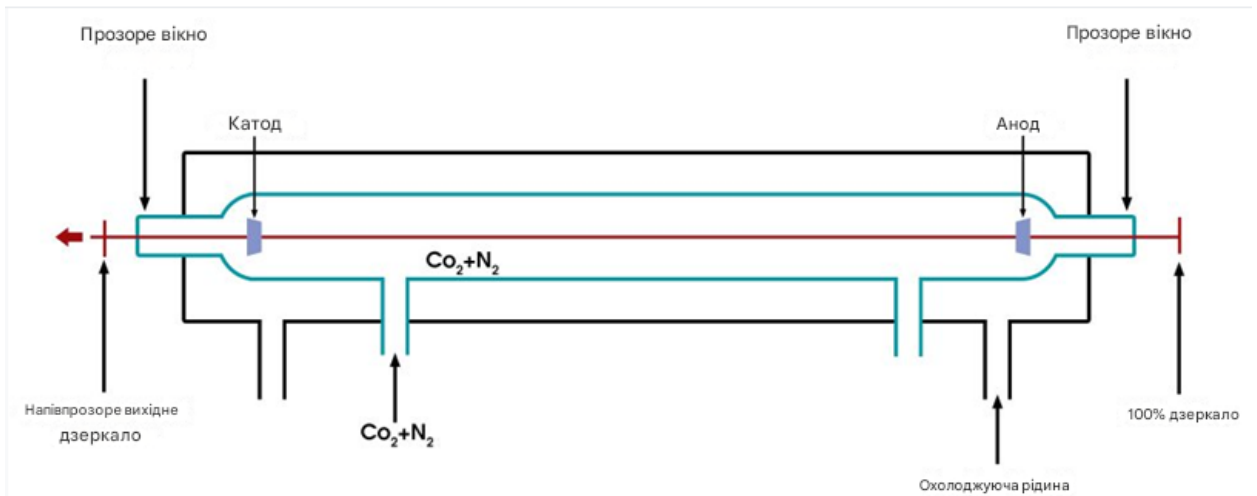 Прозоре вікно
Прозоре вікно
Катод
Анод
Co₂+N₂
Напівпрозоре вихідне
дзеркало
Co₂+N₂
100% дзеркало
Охолоджуюча рідина